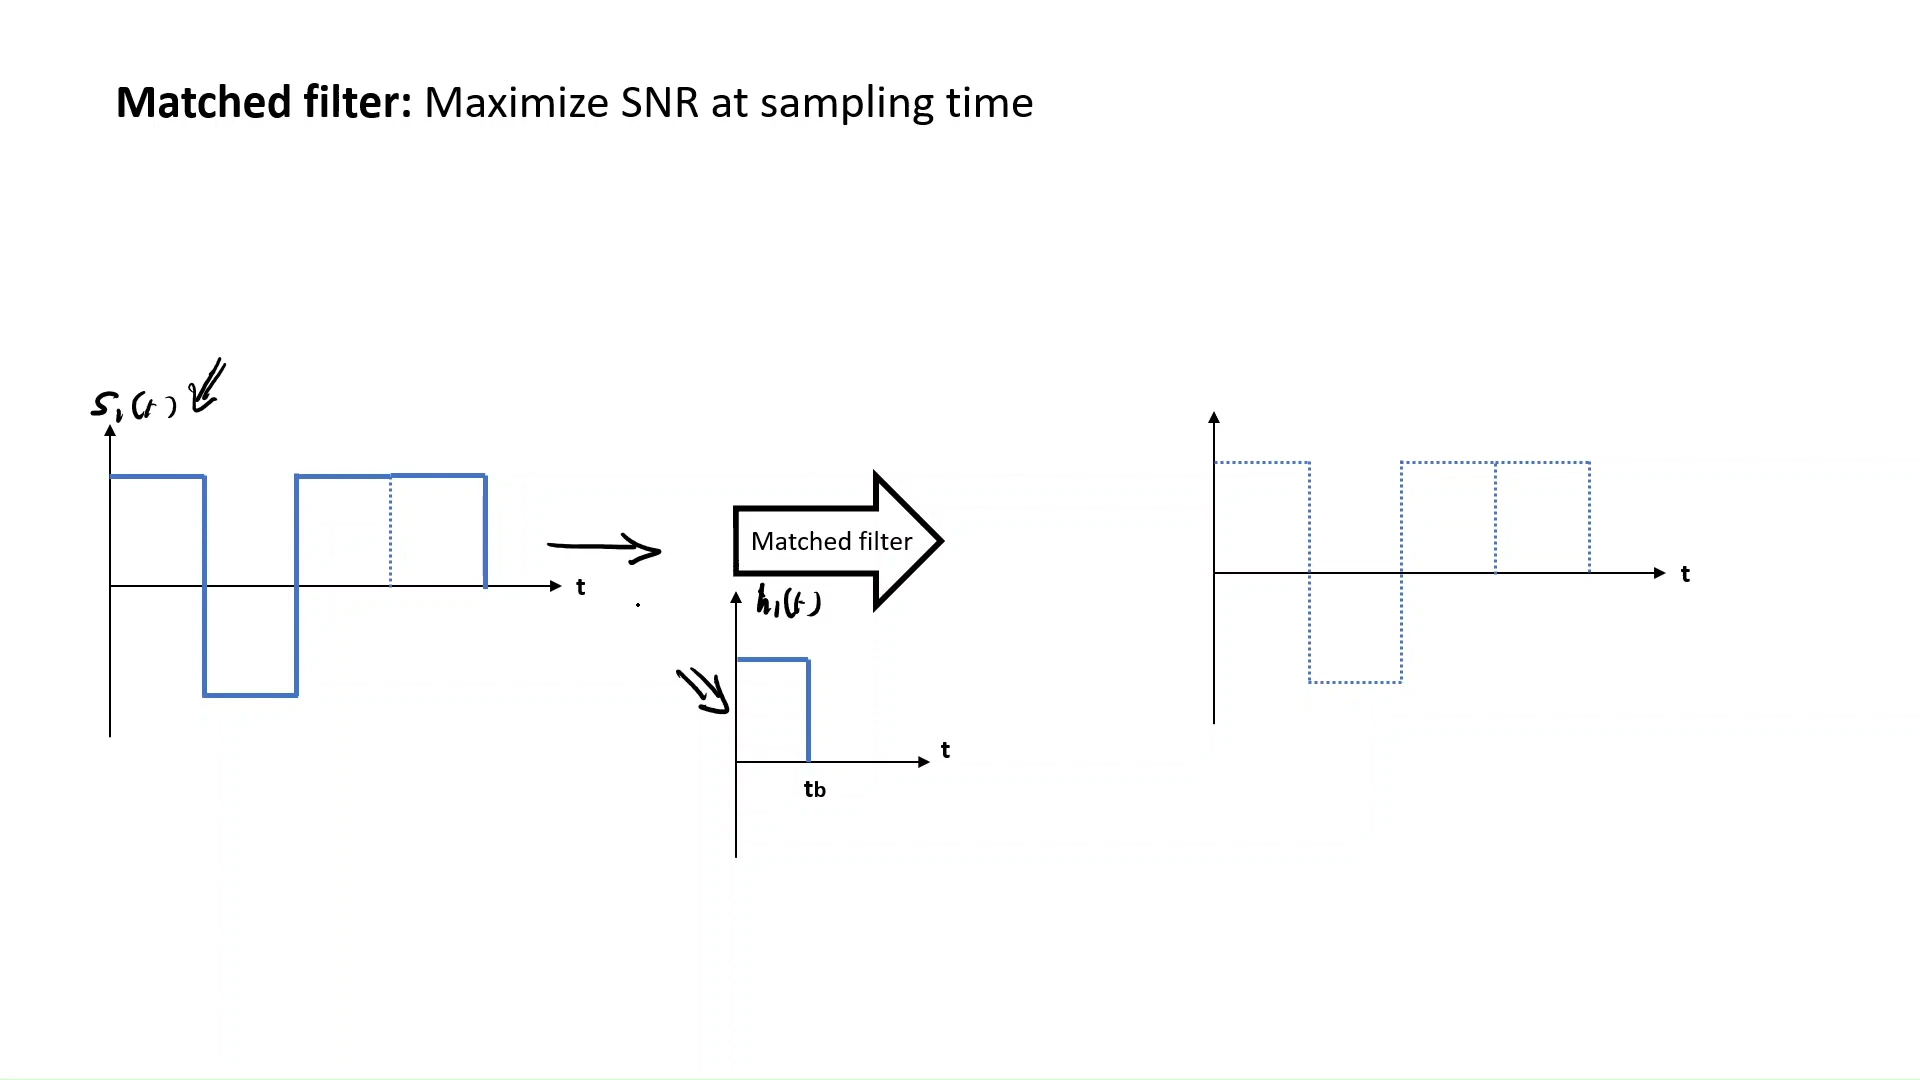 Matched filter: Maximize SNR at sampling time
S₁(t)
t
Matched filter
h₁(t)
t
tb
t